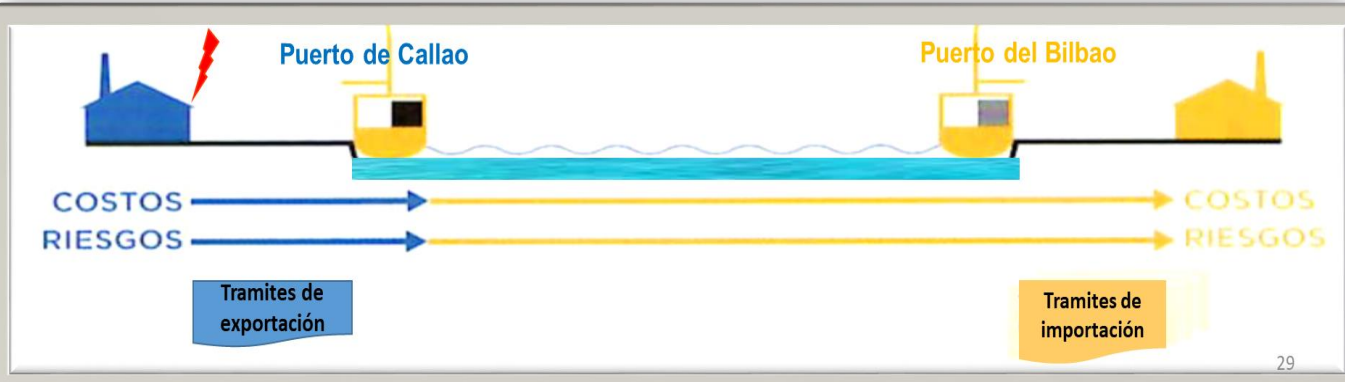 Puerto de Callao
Puerto del Bilbao
COSTOS
COSTOS
RIESGOS
RIESGOS
Tramites de
exportación
Tramites de
importación
29